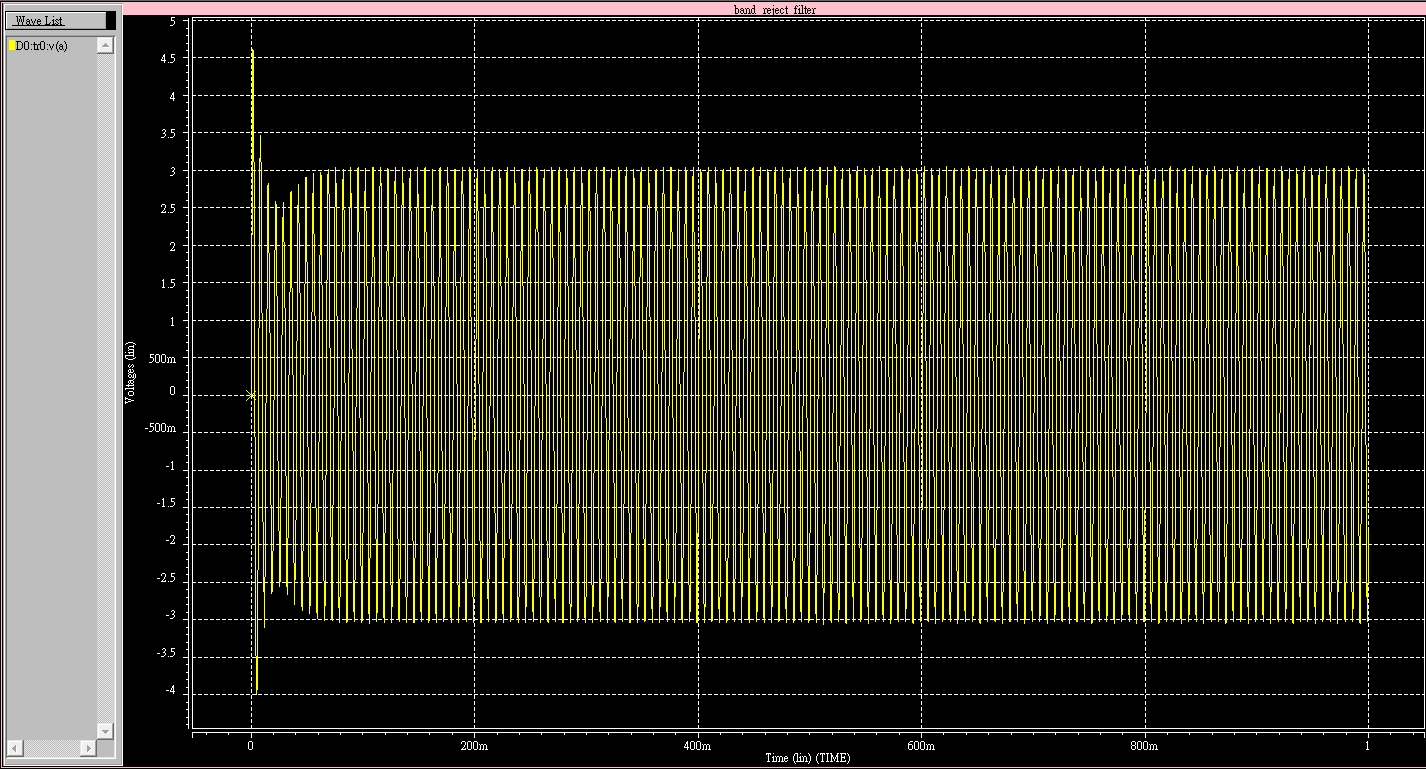 band_reject_filter
Wave List
D0:tr0:v(a)
5
4.5
4
3.5
3
2.5
2
1.5
1
500m
0
-500m
-1
-1.5
-2
-2.5
-3
-3.5
-4
Voltages (lin)
0
200m
400m
600m
800m
1
Time (lin) (TIME)